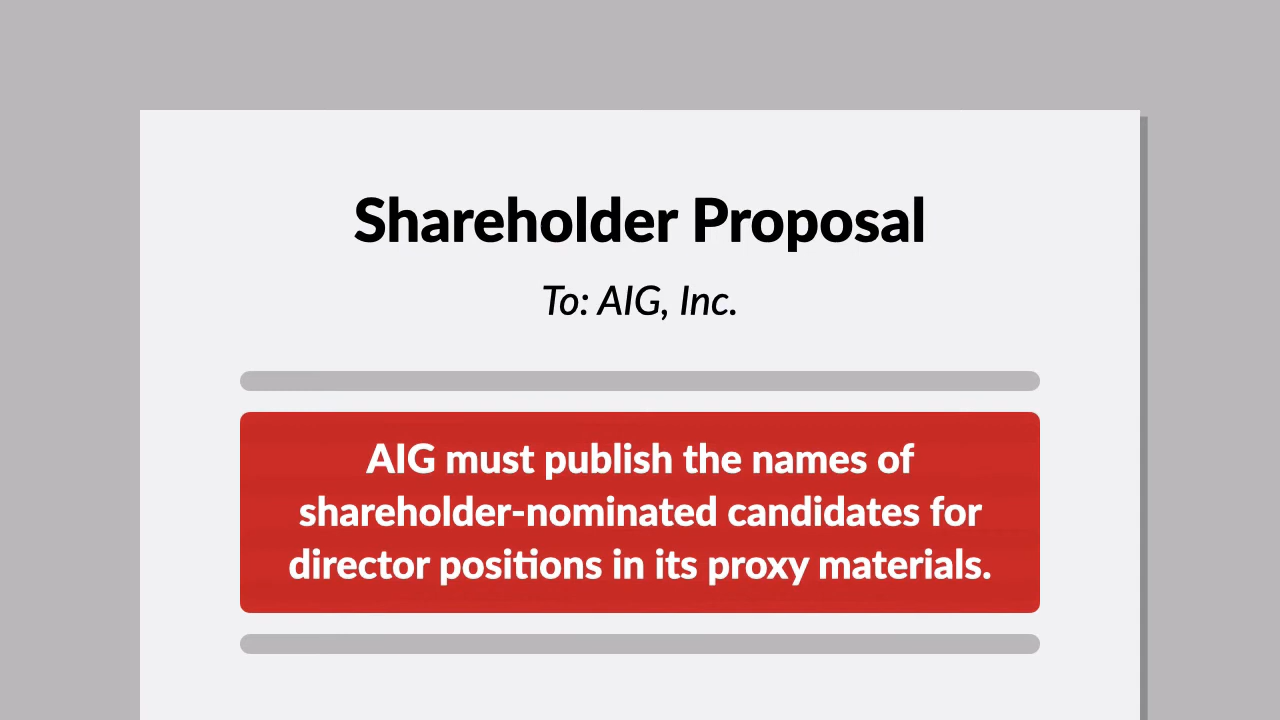 Shareholder Proposal
To: AIG, Inc.
AIG must publish the names of
shareholder-nominated candidates for
director positions in its proxy materials.